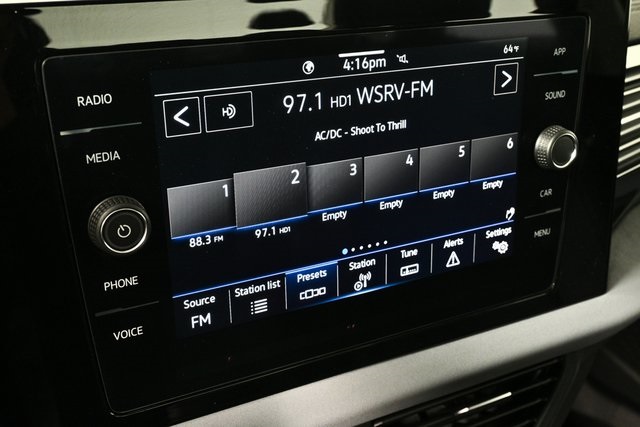 RADIO
MEDIA
PHONE
VOICE
4:16pm
64°F
97.1 HD1 WSRV-FM
AC/DC - Shoot To Thrill
1
2
3
4
5
6
88.3 FM
97.1 HD1
Empty
Empty
Empty
Empty
Source
FM
Station list
Presets
Station
Tune
Alerts
Settings
APP
SOUND
CAR
MENU